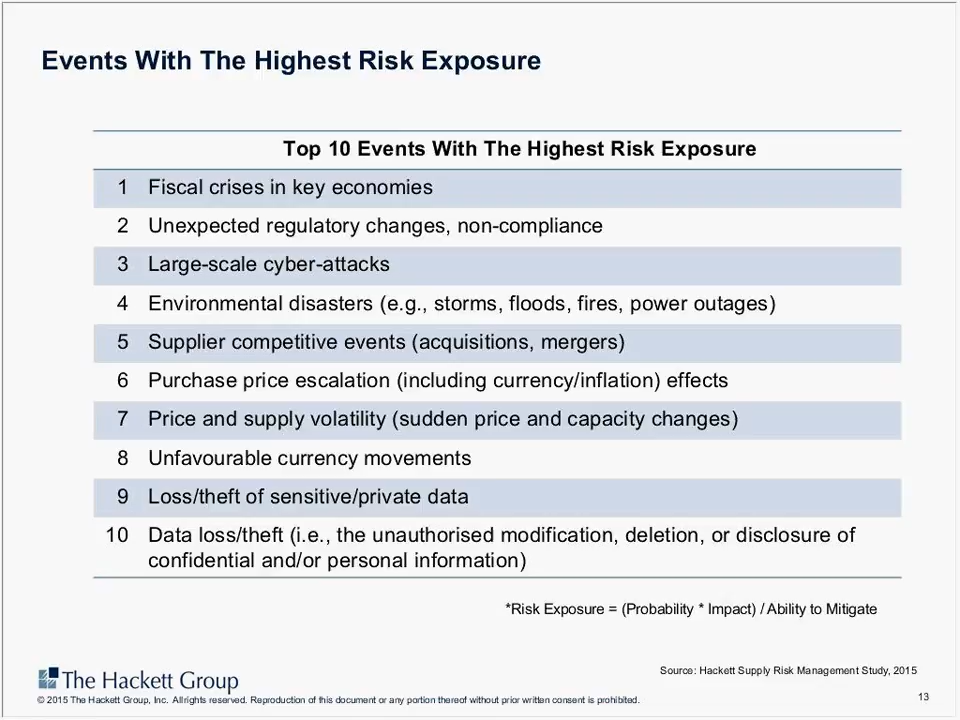 Events With The Highest Risk Exposure
Top 10 Events With The Highest Risk Exposure
1 Fiscal crises in key economies
2 Unexpected regulatory changes, non-compliance
3 Large-scale cyber-attacks
4 Environmental disasters (e.g., storms, floods, fires, power outages)
5 Supplier competitive events (acquisitions, mergers)
6 Purchase price escalation (including currency/inflation) effects
7 Price and supply volatility (sudden price and capacity changes)
8 Unfavourable currency movements
9 Loss/theft of sensitive/private data
10 Data loss/theft (i.e., the unauthorised modification, deletion, or disclosure of
confidential and/or personal information)
*Risk Exposure = (Probability * Impact) / Ability to Mitigate
Source: Hackett Supply Risk Management Study, 2015
The Hackett Group
© 2015 The Hackett Group, Inc. All rights reserved. Reproduction of this document or any portion thereof without prior written consent is prohibited.
13